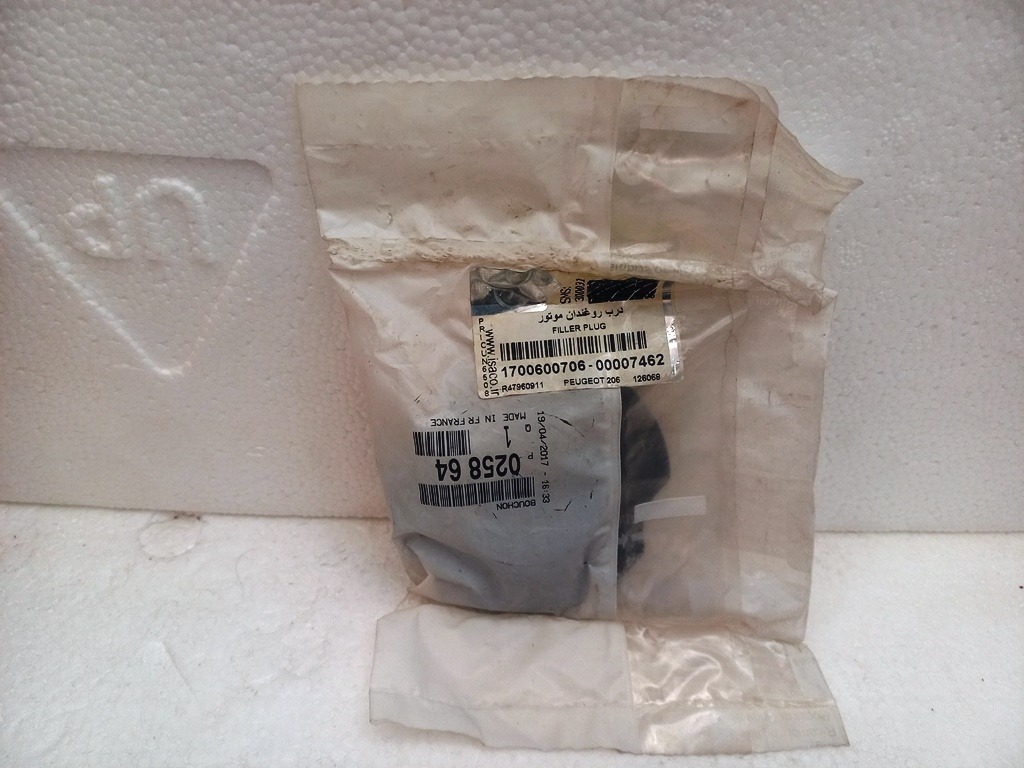 UP
SNS:
درب روغندان موتور
FILLER PLUG
1700600706-00007462
R47960911 PEUGEOT 206 126069
www.isaco.ir
19/04/2017 - 16:33
MADE IN FR FRANCE
Q 1 P
0258 64
BOUCHON